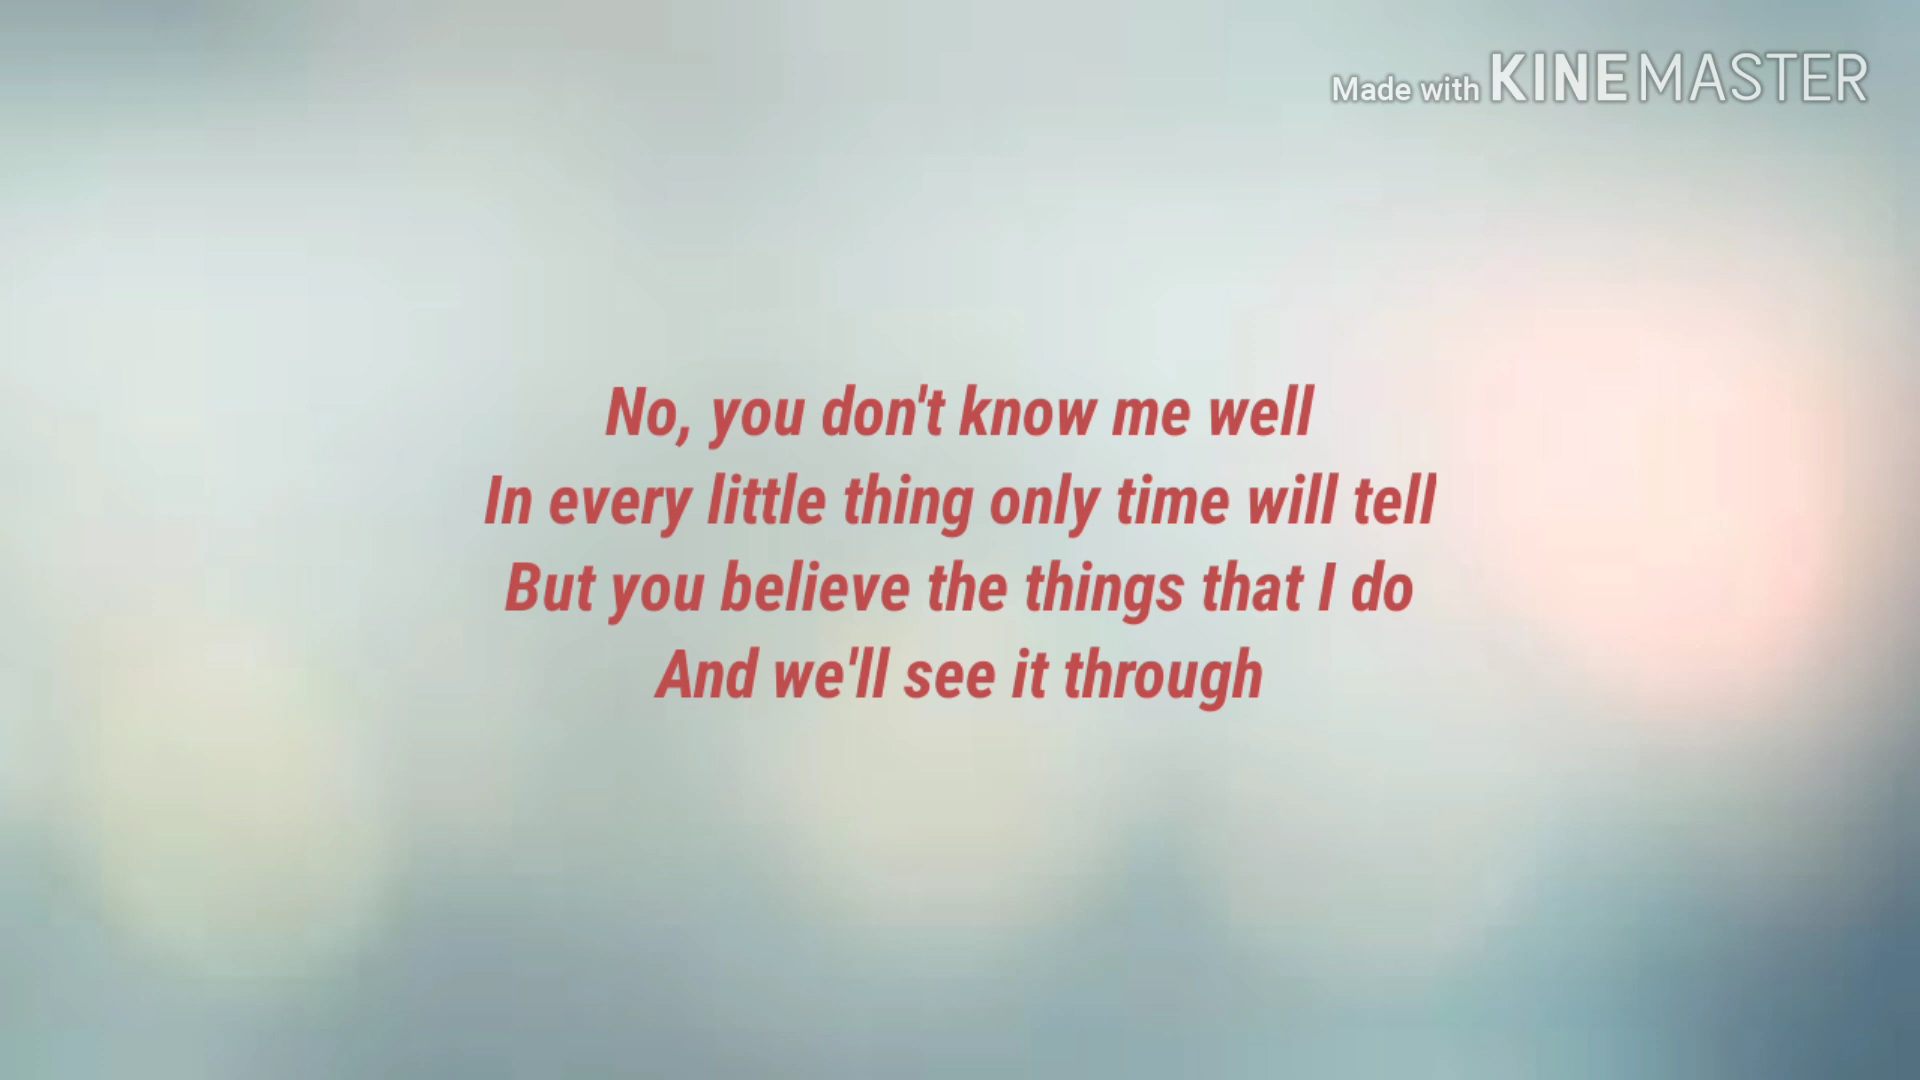 Made with KINEMASTER
No, you don't know me well
In every little thing only time will tell
But you believe the things that I do
And we'll see it through